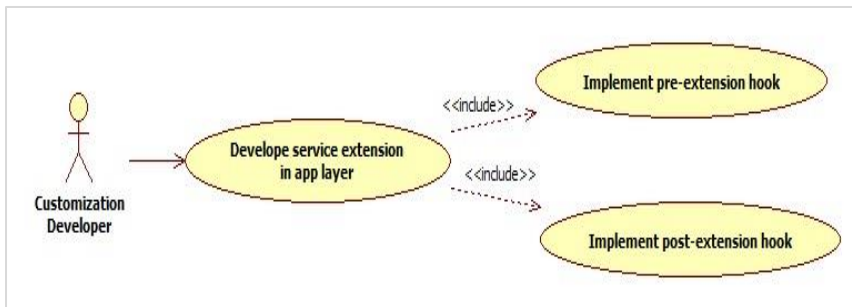 Customization
Developer
Develope service extension
in app layer
<<include>>
Implement pre-extension hook
<<include>>
Implement post-extension hook